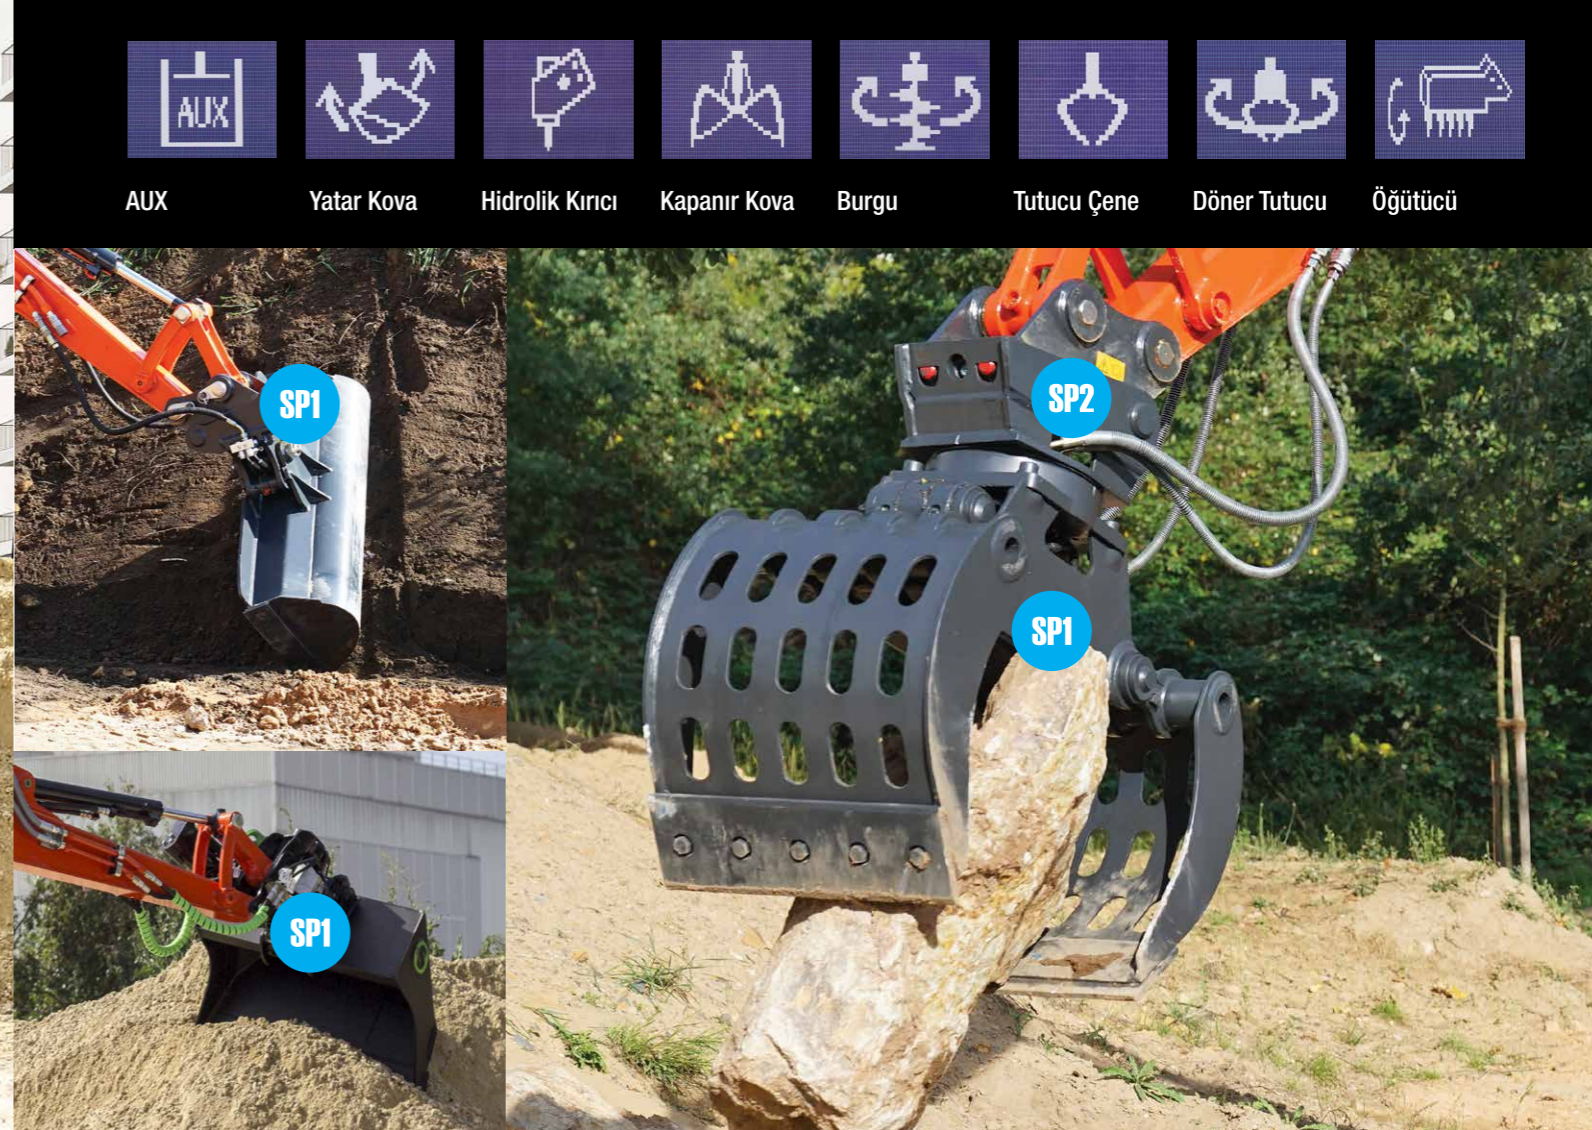 AUX
AUX Yatar Kova Hidrolik Kırıcı Kapanır Kova Burgu Tutucu Çene Döner Tutucu Öğütücü
SP1
SP2
SP1
SP1